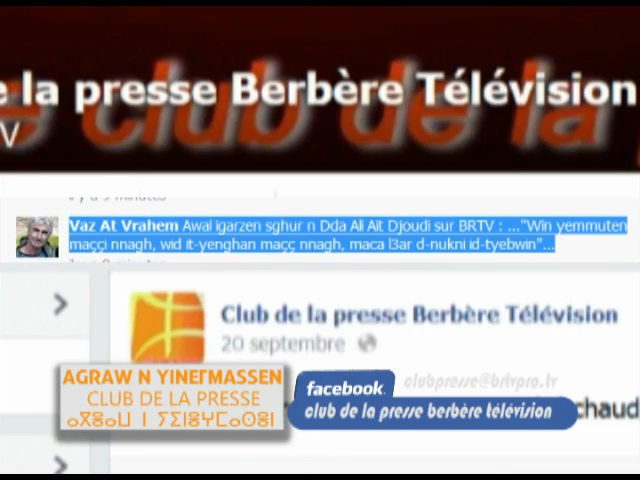 e la presse Berbère Télévision
e club de la
V
Il y a 9 minutes
Vaz At Vrahem Awal igarzen sghur n Dda Ali Ait Djoudi sur BRTV : ..."Win yemmuten
maççi nnagh, wid it-yenghan maçç nnagh, maca l3ar d-nukni id-tyebwin"...
Club de la presse Berbère Télévision
20 septembre
AGRAW N YINEΓMASSEN
CLUB DE LA PRESSE
facebook
clubpresse@brtvpro.tv
club de la presse berbère télévision
chaud